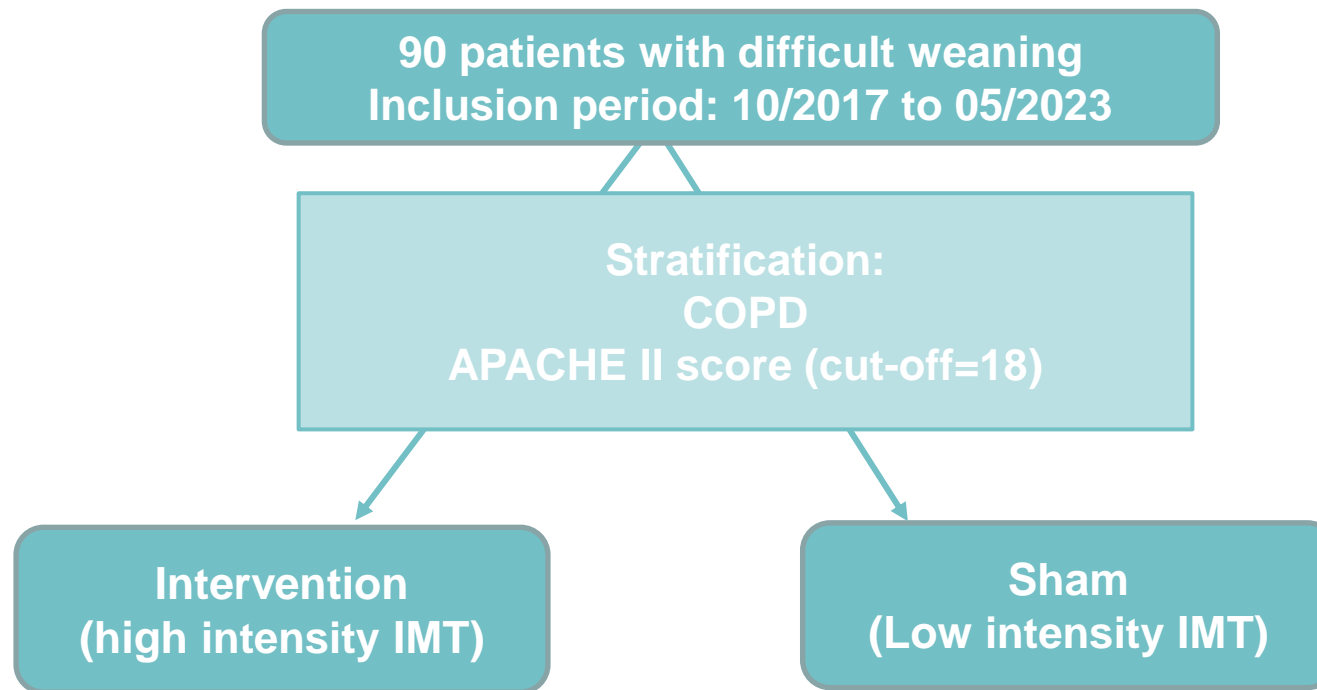 90 patients with difficult weaning
Inclusion period: 10/2017 to 05/2023
Stratification:
COPD
APACHE II score (cut-off=18)
Intervention
(high intensity IMT)
Sham
(Low intensity IMT)